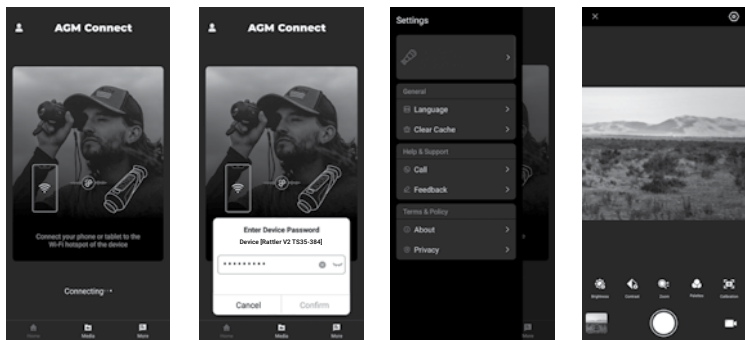 AGM Connect
Connect your phone or tablet to the
Wi-Fi hotspot of the device
Connecting···
Home
Media
More
AGM Connect
Enter Device Password
Device [Rattler V2 TS35-384]
*********
Cancel
Confirm
Home
Media
More
Settings
General
Language
Clear Cache
Help & Support
Call
Feedback
Terms & Policy
About
Privacy
Brightness
Contrast
Zoom
Palettes
Calibration